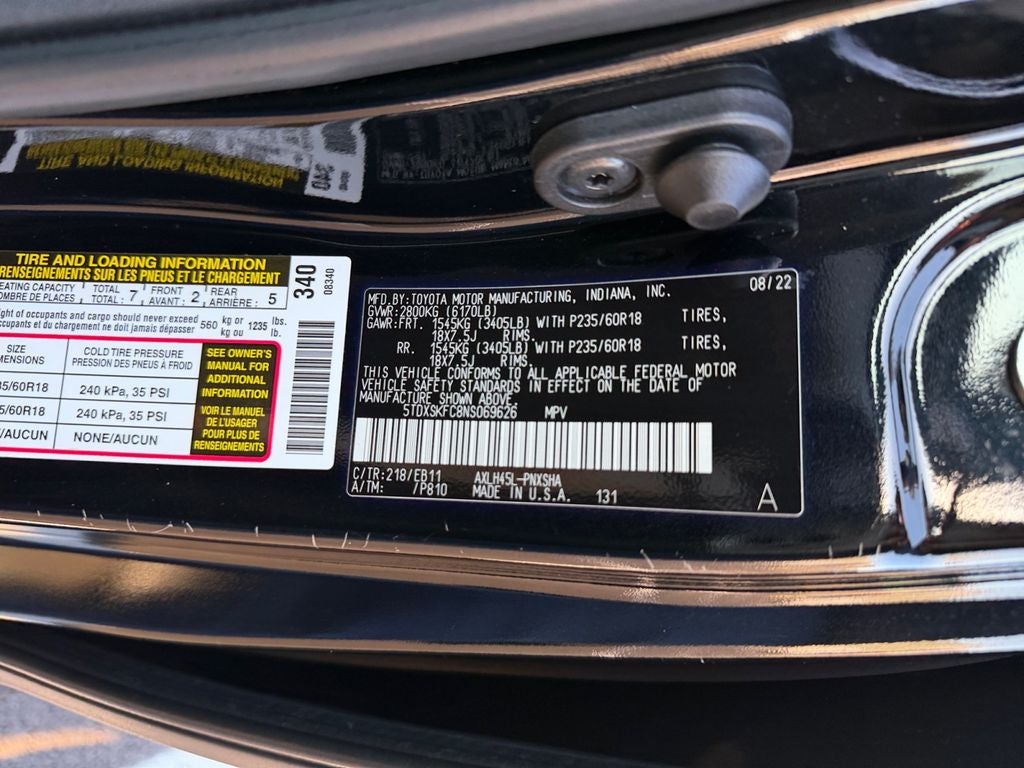 TIRE AND LOADING INFORMATION
RENSEIGNEMENTS SUR LES PNEUS ET LE CHARGEMENT
EATING CAPACITY TOTAL : 7 FRONT 2 REAR 5
OMBRE DE PLACES TOTAL : AVANT : ARRIÈRE :
ght of occupants and cargo should never exceed 560 kg or 1235 lbs.
ccupants et du chargement ne doit jamais dépasser kg ou lb.
SIZE COLD TIRE PRESSURE
MENSIONS PRESSION DES PNEUS À FROID
35/60R18 240 kPa, 35 PSI
5/60R18 240 kPa, 35 PSI
/AUCUN NONE/AUCUN
SEE OWNER'S
MANUAL FOR
ADDITIONAL
INFORMATION
VOIR LE MANUEL
DE L'USAGER
POUR PLUS DE
RENSEIGNEMENTS
340
08340
08/22
MFD.BY:TOYOTA MOTOR MANUFACTURING, INDIANA, INC.
GVWR:2800KG (6170LB)
GAWR:FRT. 1545KG (3405LB) WITH P235/60R18 TIRES,
18X7.5J RIMS.
RR. 1545KG (3405LB) WITH P235/60R18 TIRES,
18X7.5J RIMS.
THIS VEHICLE CONFORMS TO ALL APPLICABLE FEDERAL MOTOR
VEHICLE SAFETY STANDARDS IN EFFECT ON THE DATE OF
MANUFACTURE SHOWN ABOVE.
5TDXSKFC8NS069626 MPV
C/TR:218/EB11 AXLH45L-PNXSHA
A/TM: /P810 MADE IN U.S.A. 131
A